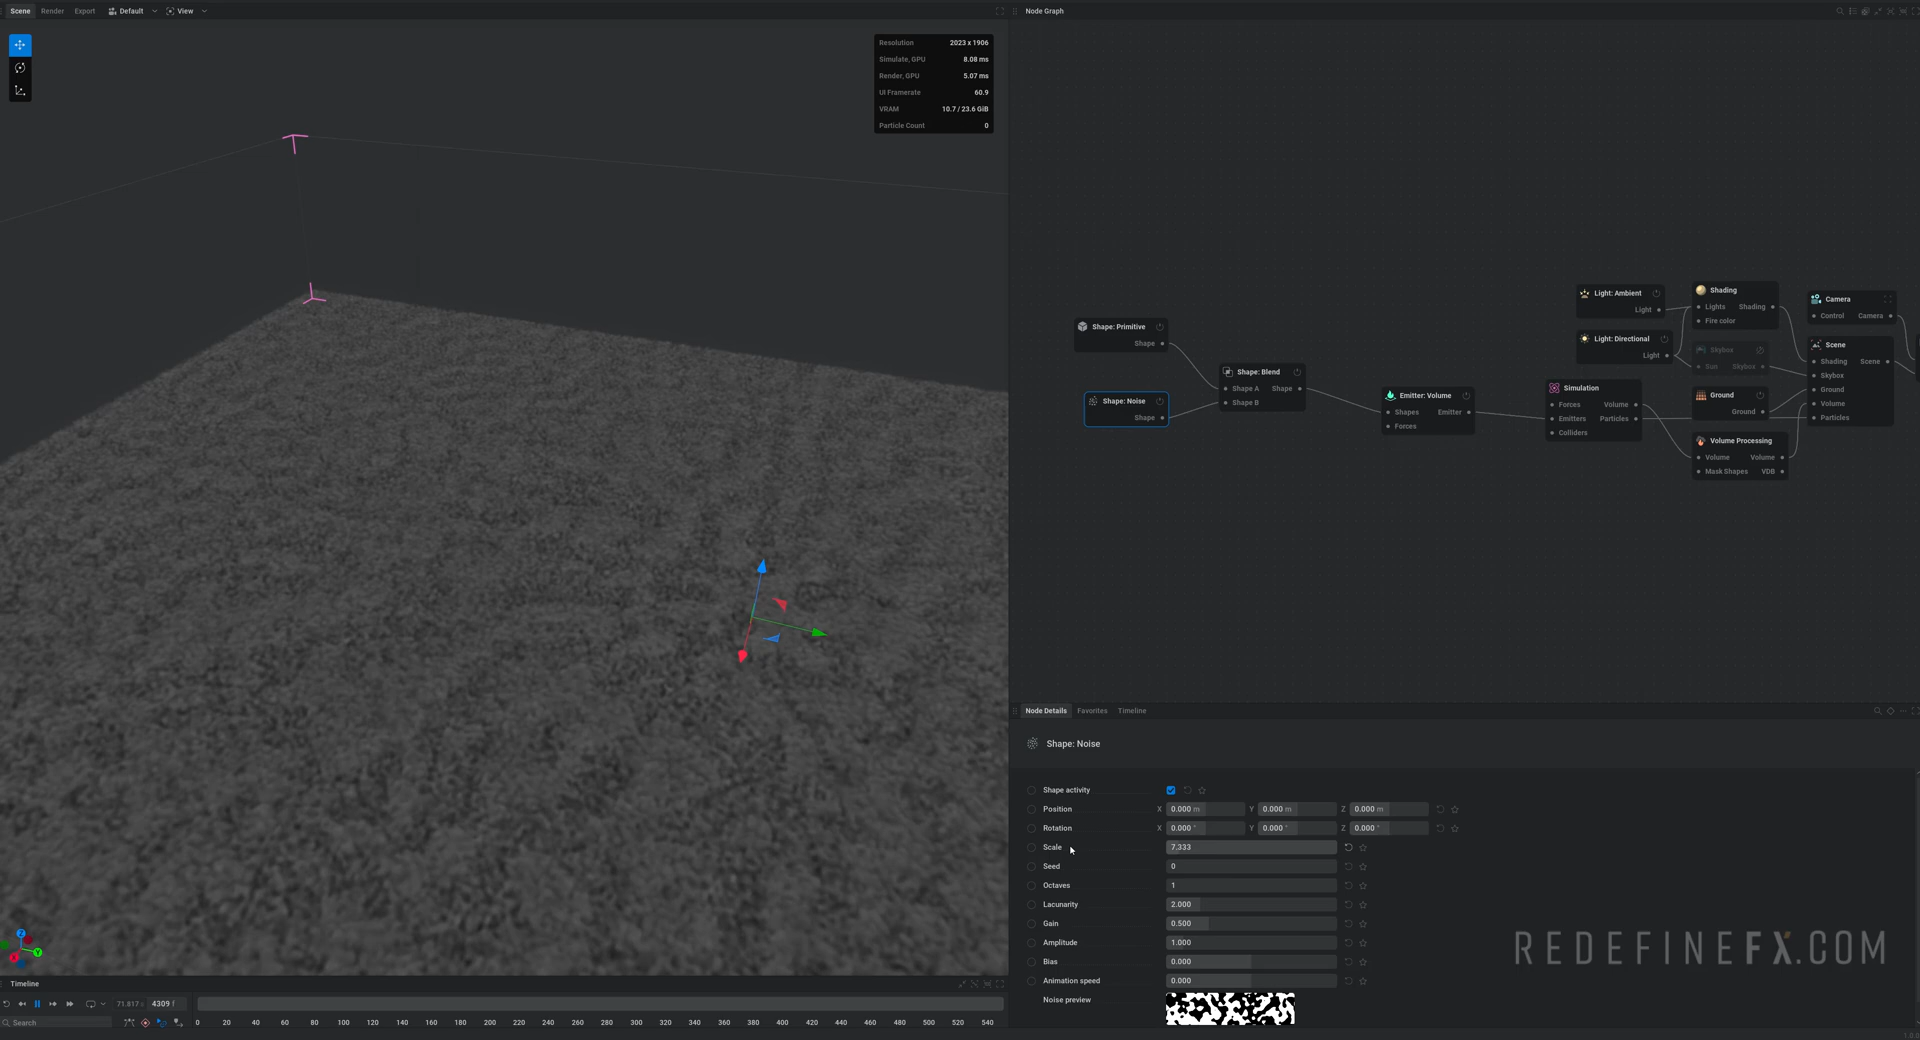 Scene Render Export Default View
Node Graph
Resolution 2023 x 1906
Simulate, GPU 8.08 ms
Render, GPU 5.07 ms
UI Framerate 60.9
VRAM 10.7 / 23.6 GiB
Particle Count 0
Shape: Primitive
Shape
Shape: Noise
Shape
Shape: Blend
Shape A Shape
Shape B
Emitter: Volume
Shapes Emitter
Forces
Simulation
Forces Volume
Emitters Particles
Colliders
Light: Ambient
Light
Light: Directional
Light
Shading
Lights Shading
Fire color
Skybox
Sun Skybox
Ground
Ground
Volume Processing
Volume Volume
Mask Shapes VDB
Camera
Control Camera
Scene
Shading Scene
Skybox
Ground
Volume
Particles
Node Details Favorites Timeline
Shape: Noise
Shape activity
Position X 0.000 m Y 0.000 m Z 0.000 m
Rotation X 0.000 ° Y 0.000 ° Z 0.000 °
Scale 7.333
Seed 0
Octaves 1
Lacunarity 2.000
Gain 0.500
Amplitude 1.000
Bias 0.000
Animation speed 0.000
Noise preview
REDEFINEFX.COM
Z
Y
X
Timeline
71.817 s 4309 f
Search
0 20 40 60 80 100 120 140 160 180 200 220 240 260 280 300 320 340 360 380 400 420 440 460 480 500 520 540